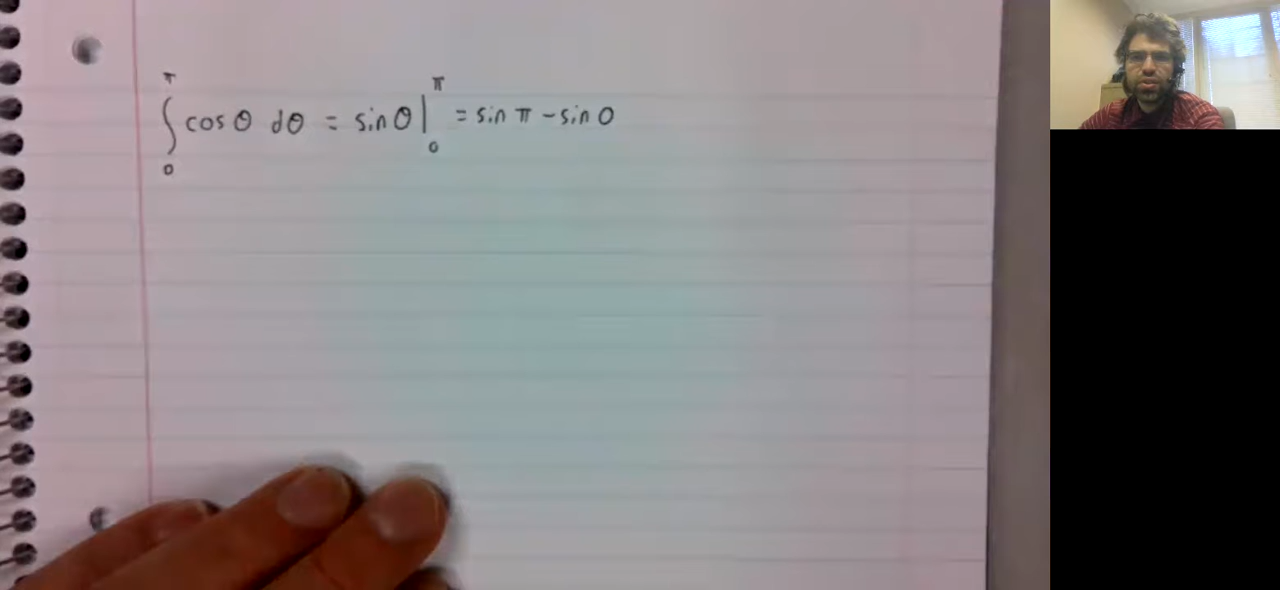 ∫₀^π cos θ dθ = sin θ |₀^π = sin π − sin 0